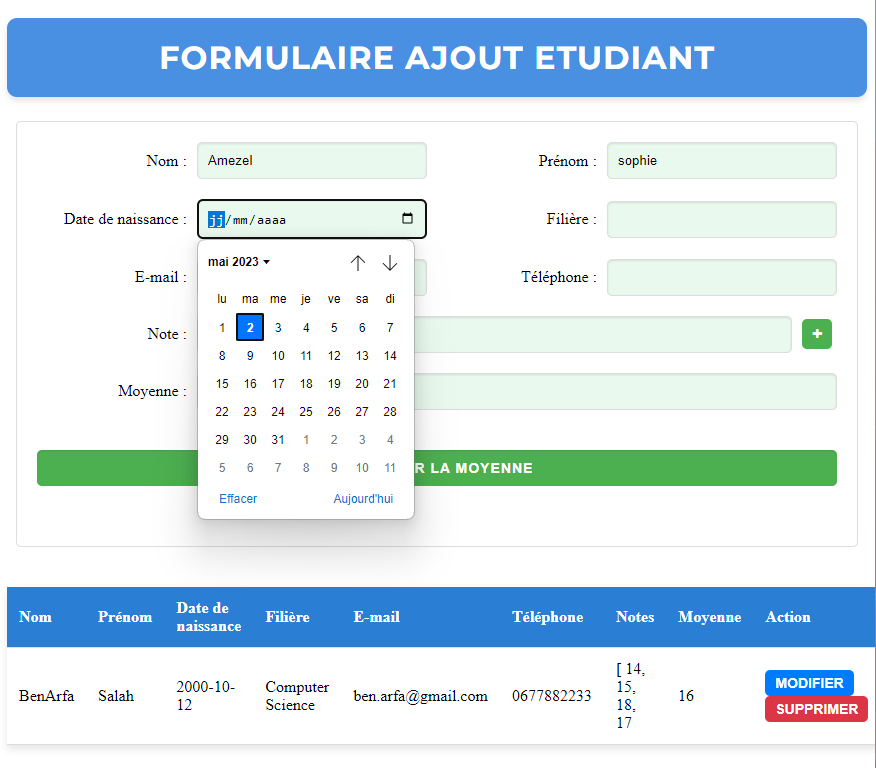 FORMULAIRE AJOUT ETUDIANT
Nom : Amezel Prénom : sophie
Date de naissance : jj/mm/aaaa Filière :
E-mail : Téléphone :
Note : +
Moyenne :
mai 2023
lu ma me je ve sa di
1 2 3 4 5 6 7
8 9 10 11 12 13 14
15 16 17 18 19 20 21
22 23 24 25 26 27 28
29 30 31 1 2 3 4
5 6 7 8 9 10 11
Effacer Aujourd'hui
R LA MOYENNE
Nom Prénom Date de naissance Filière E-mail Téléphone Notes Moyenne Action
BenArfa Salah 2000-10-12 Computer Science ben.arfa@gmail.com 0677882233 [ 14, 15, 18, 17 16 MODIFIER
SUPPRIMER